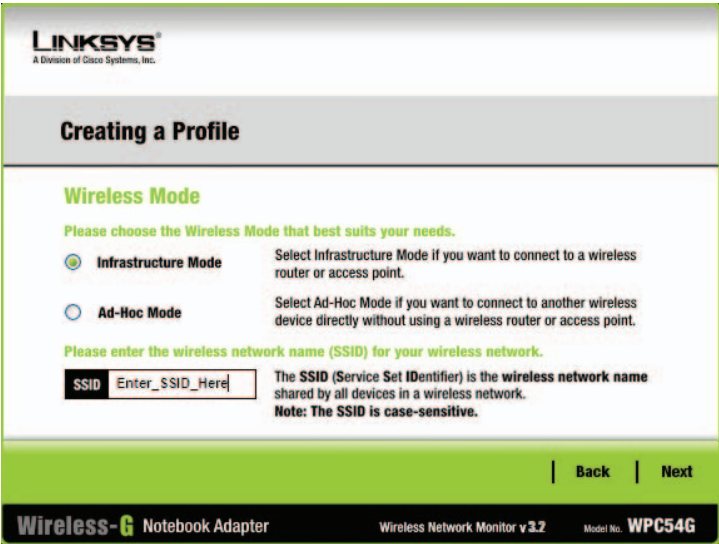 LINKSYS®
A Division of Cisco Systems, Inc.
Creating a Profile
Wireless Mode
Please choose the Wireless Mode that best suits your needs.
Infrastructure Mode
Select Infrastructure Mode if you want to connect to a wireless
router or access point.
Ad-Hoc Mode
Select Ad-Hoc Mode if you want to connect to another wireless
device directly without using a wireless router or access point.
Please enter the wireless network name (SSID) for your wireless network.
SSID Enter_SSID_Here
The SSID (Service Set IDentifier) is the wireless network name
shared by all devices in a wireless network.
Note: The SSID is case-sensitive.
Back Next
Wireless-G Notebook Adapter Wireless Network Monitor v 3.2 Model No. WPC54G